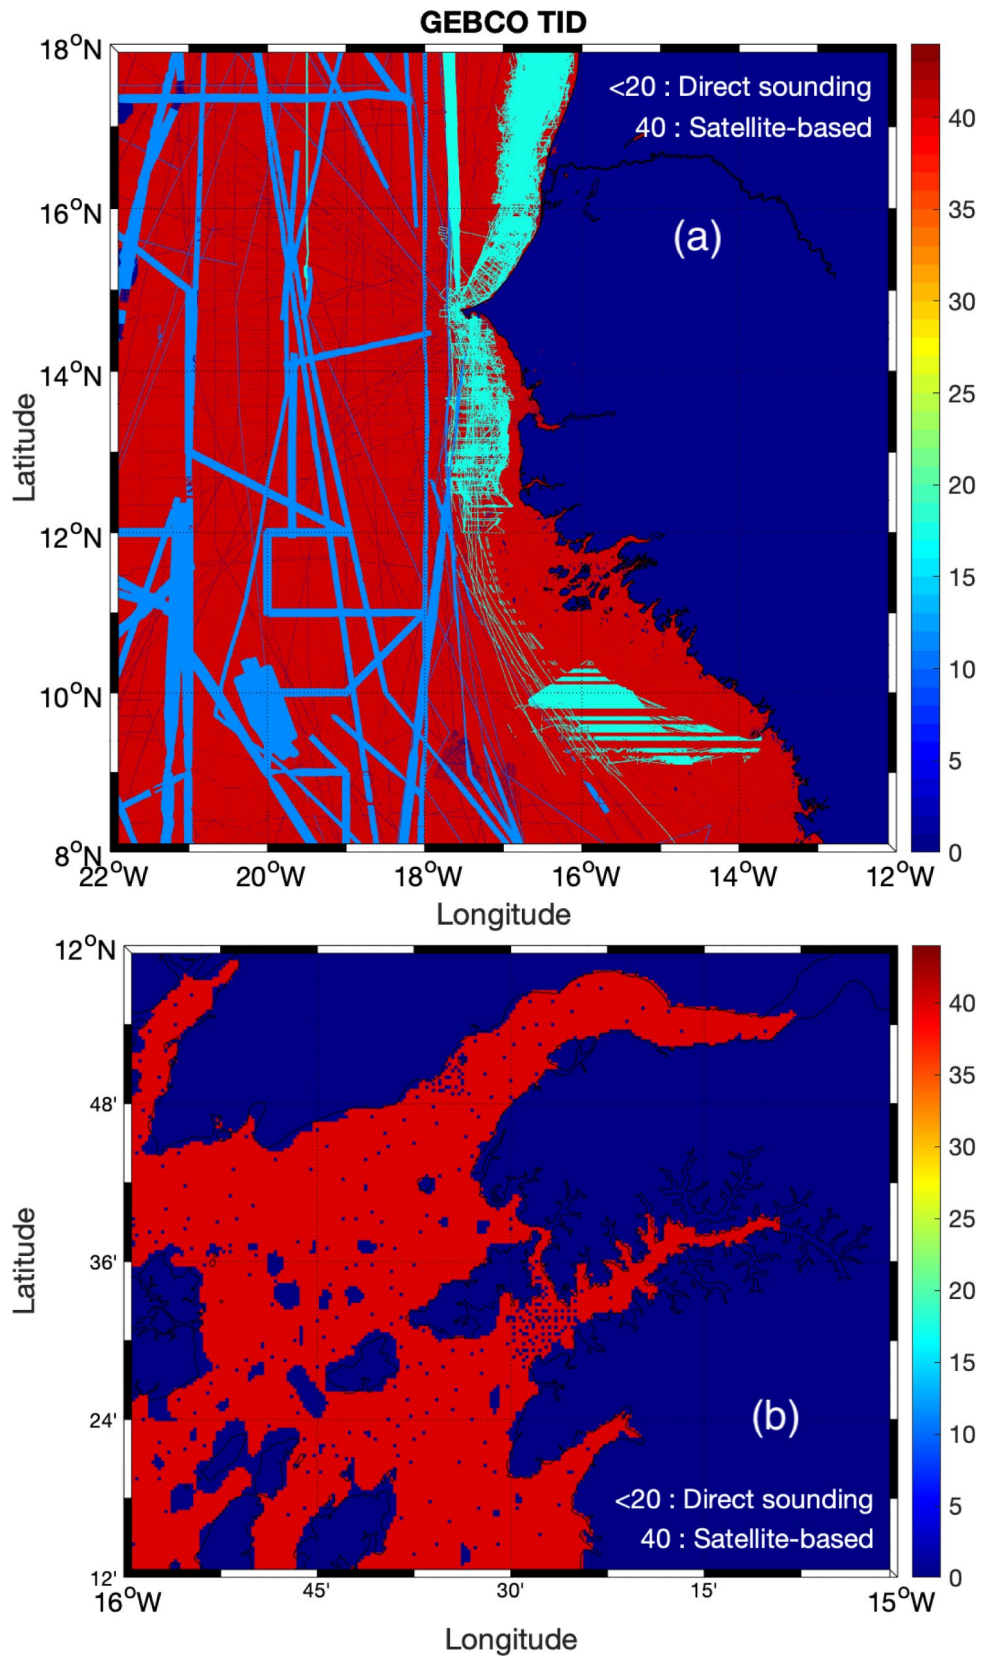 GEBCO TID
18°N
16°N
14°N
12°N
10°N
8°N
Latitude
<20 : Direct sounding
40 : Satellite-based
(a)
40
35
30
25
20
15
10
5
0
22°W 20°W 18°W 16°W 14°W 12°W
Longitude
12°N
48'
36'
24'
12'
Latitude
(b)
<20 : Direct sounding
40 : Satellite-based
40
35
30
25
20
15
10
5
0
16°W 45' 30' 15' 15°W
Longitude